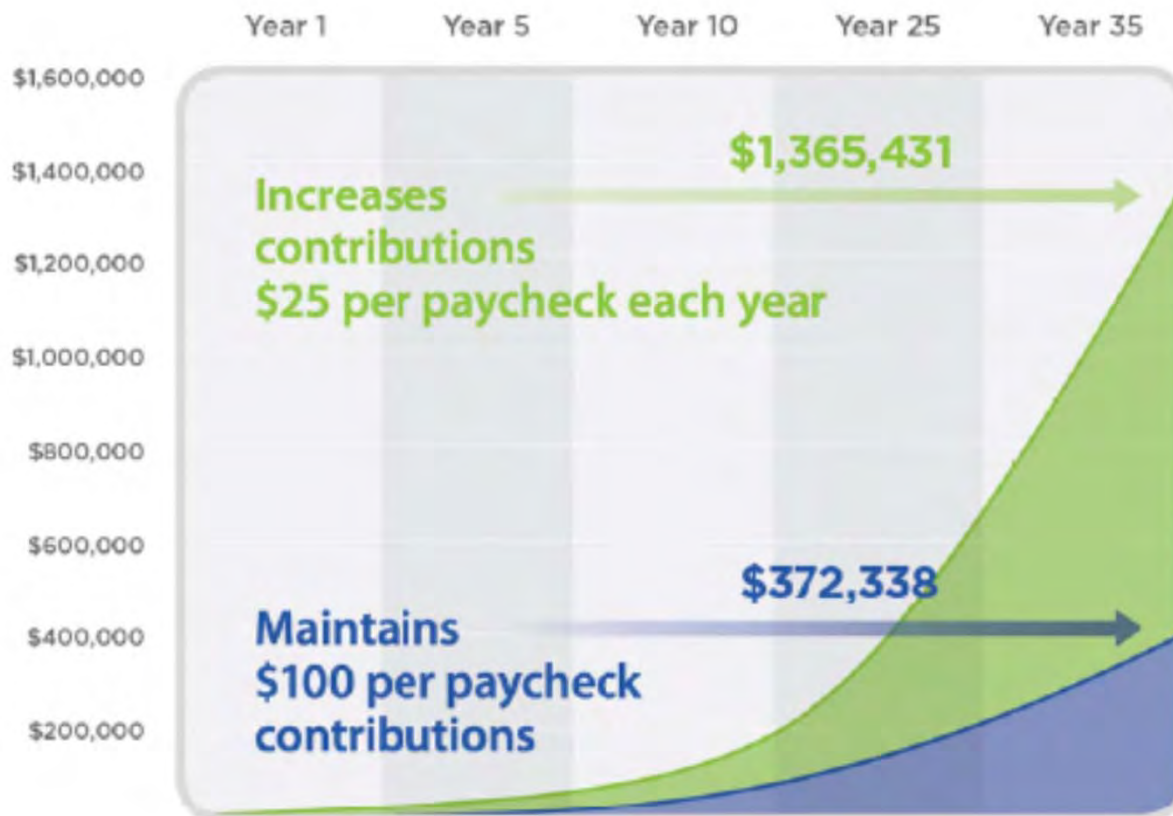 Year 1 Year 5 Year 10 Year 25 Year 35
$1,600,000
$1,400,000
$1,200,000
$1,000,000
$800,000
$600,000
$400,000
$200,000
$1,365,431
Increases
contributions
$25 per paycheck each year
$372,338
Maintains
$100 per paycheck
contributions